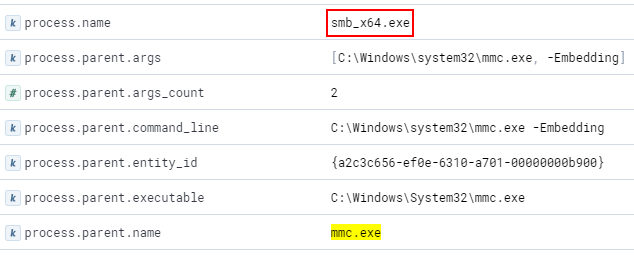 k process.name smb_x64.exe
k process.parent.args [C:\Windows\system32\mmc.exe, -Embedding]
# process.parent.args_count 2
k process.parent.command_line C:\Windows\system32\mmc.exe -Embedding
k process.parent.entity_id {a2c3c656-ef0e-6310-a701-00000000b900}
k process.parent.executable C:\Windows\System32\mmc.exe
k process.parent.name mmc.exe